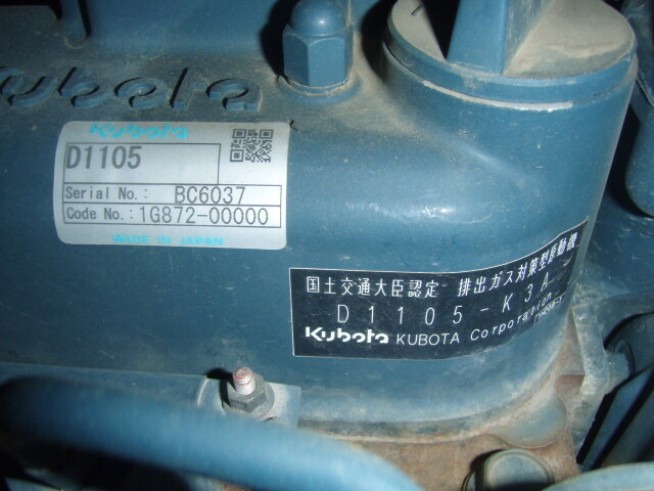 Kubota
Kubota
D1105
Serial No.: BC6037
Code No.: 1G872-00000
MADE IN JAPAN
国土交通大臣認定 排出ガス対策型原動機
D1105-K3A
Kubota KUBOTA Corporation